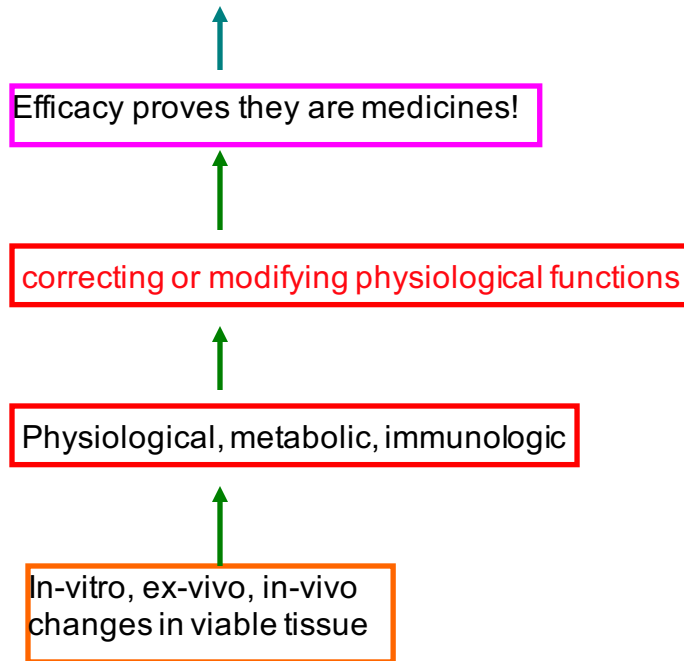 Efficacy proves they are medicines!
correcting or modifying physiological functions
Physiological, metabolic, immunologic
In-vitro, ex-vivo, in-vivo
changes in viable tissue